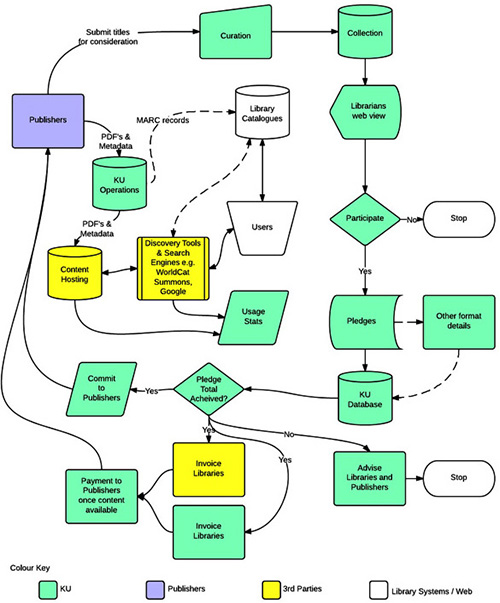 Submit titles
for consideration
Curation
Collection
Publishers
MARC records
Library
Catalogues
Librarians
web view
PDF's &
Metadata
KU
Operations
PDF's &
Metadata
Users
Participate
No
Stop
Content
Hosting
Discovery Tools
& Search
Engines e.g.
WorldCat
Summons,
Google
Yes
Usage
Stats
Pledges
Other format
details
Commit
to
Publishers
Yes
Pledge
Total
Acheived?
KU
Database
Yes
No
Yes
Invoice
Libraries
Advise
Libraries and
Publishers
Stop
Payment to
Publishers
once content
available
Invoice
Libraries
Colour Key
KU
Publishers
3rd Parties
Library Systems / Web